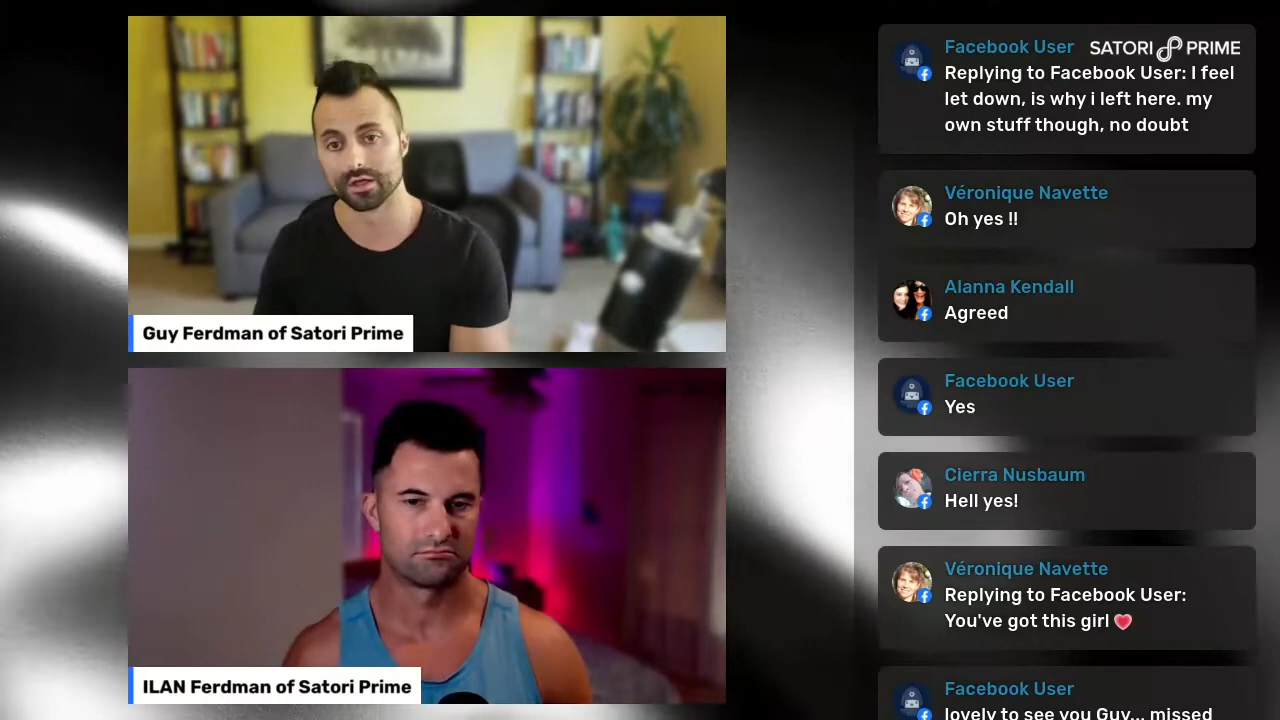 Guy Ferdman of Satori Prime
ILAN Ferdman of Satori Prime
SATORI PRIME
Facebook User
Replying to Facebook User: I feel
let down, is why i left here. my
own stuff though, no doubt
Véronique Navette
Oh yes !!
Alanna Kendall
Agreed
Facebook User
Yes
Cierra Nusbaum
Hell yes!
Véronique Navette
Replying to Facebook User:
You've got this girl ❤️
Facebook User
lovely to see you Guy... missed